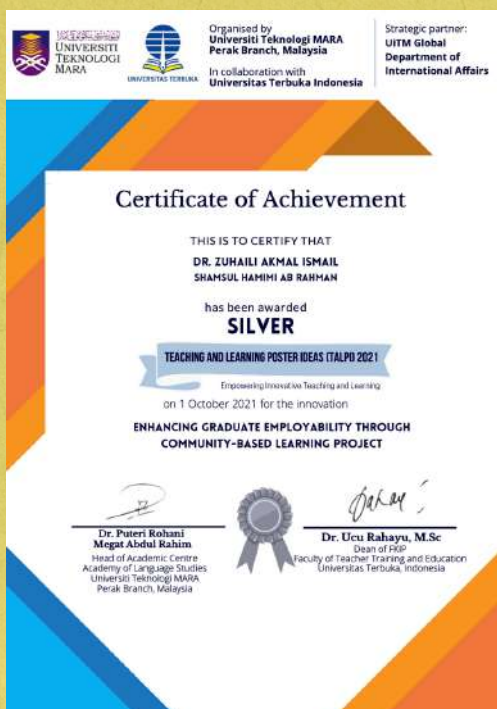 UNIVERSITI
TEKNOLOGI
MARA
UNIVERSITAS TERBUKA
Organised by
Universiti Teknologi MARA
Perak Branch, Malaysia
In collaboration with
Universitas Terbuka Indonesia
Strategic partner:
UITM Global
Department of
International Affairs
Certificate of Achievement
THIS IS TO CERTIFY THAT
DR. ZUHAILI AKMAL ISMAIL
SHAMSUL HAMIMI AB RAHMAN
has been awarded
SILVER
TEACHING AND LEARNING POSTER IDEAS (TALPI) 2021
Empowering Innovative Teaching and Learning
on 1 October 2021 for the innovation
ENHANCING GRADUATE EMPLOYABILITY THROUGH
COMMUNITY-BASED LEARNING PROJECT
Dr. Puteri Rohani
Megat Abdul Rahim
Head of Academic Centre
Academy of Language Studies
Universiti Teknologi MARA
Perak Branch, Malaysia
Dr. Ucu Rahayu, M.Sc
Dean of FKIP
Faculty of Teacher Training and Education
Universitas Terbuka, Indonesia